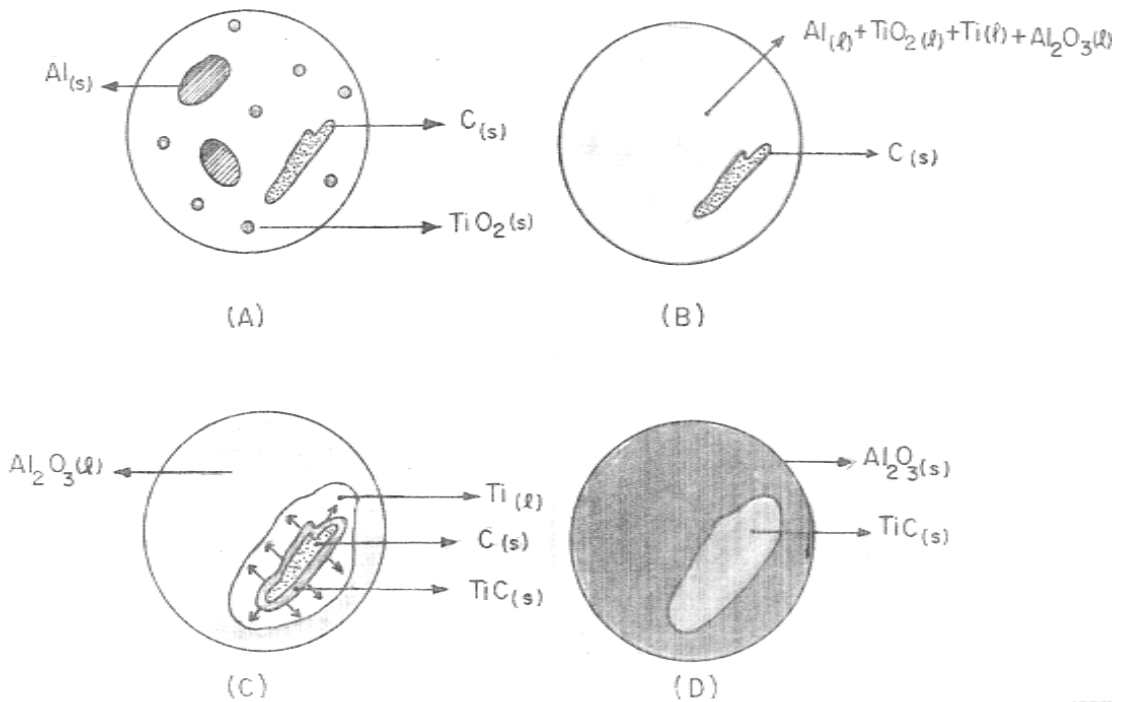 Al(s)
C(s)
TiO2(s)
(A)
Al(l)+TiO2(l)+Ti(l)+Al2O3(l)
C(s)
(B)
Al2O3(l)
Ti(l)
C(s)
TiC(s)
(C)
Al2O3(s)
TiC(s)
(D)